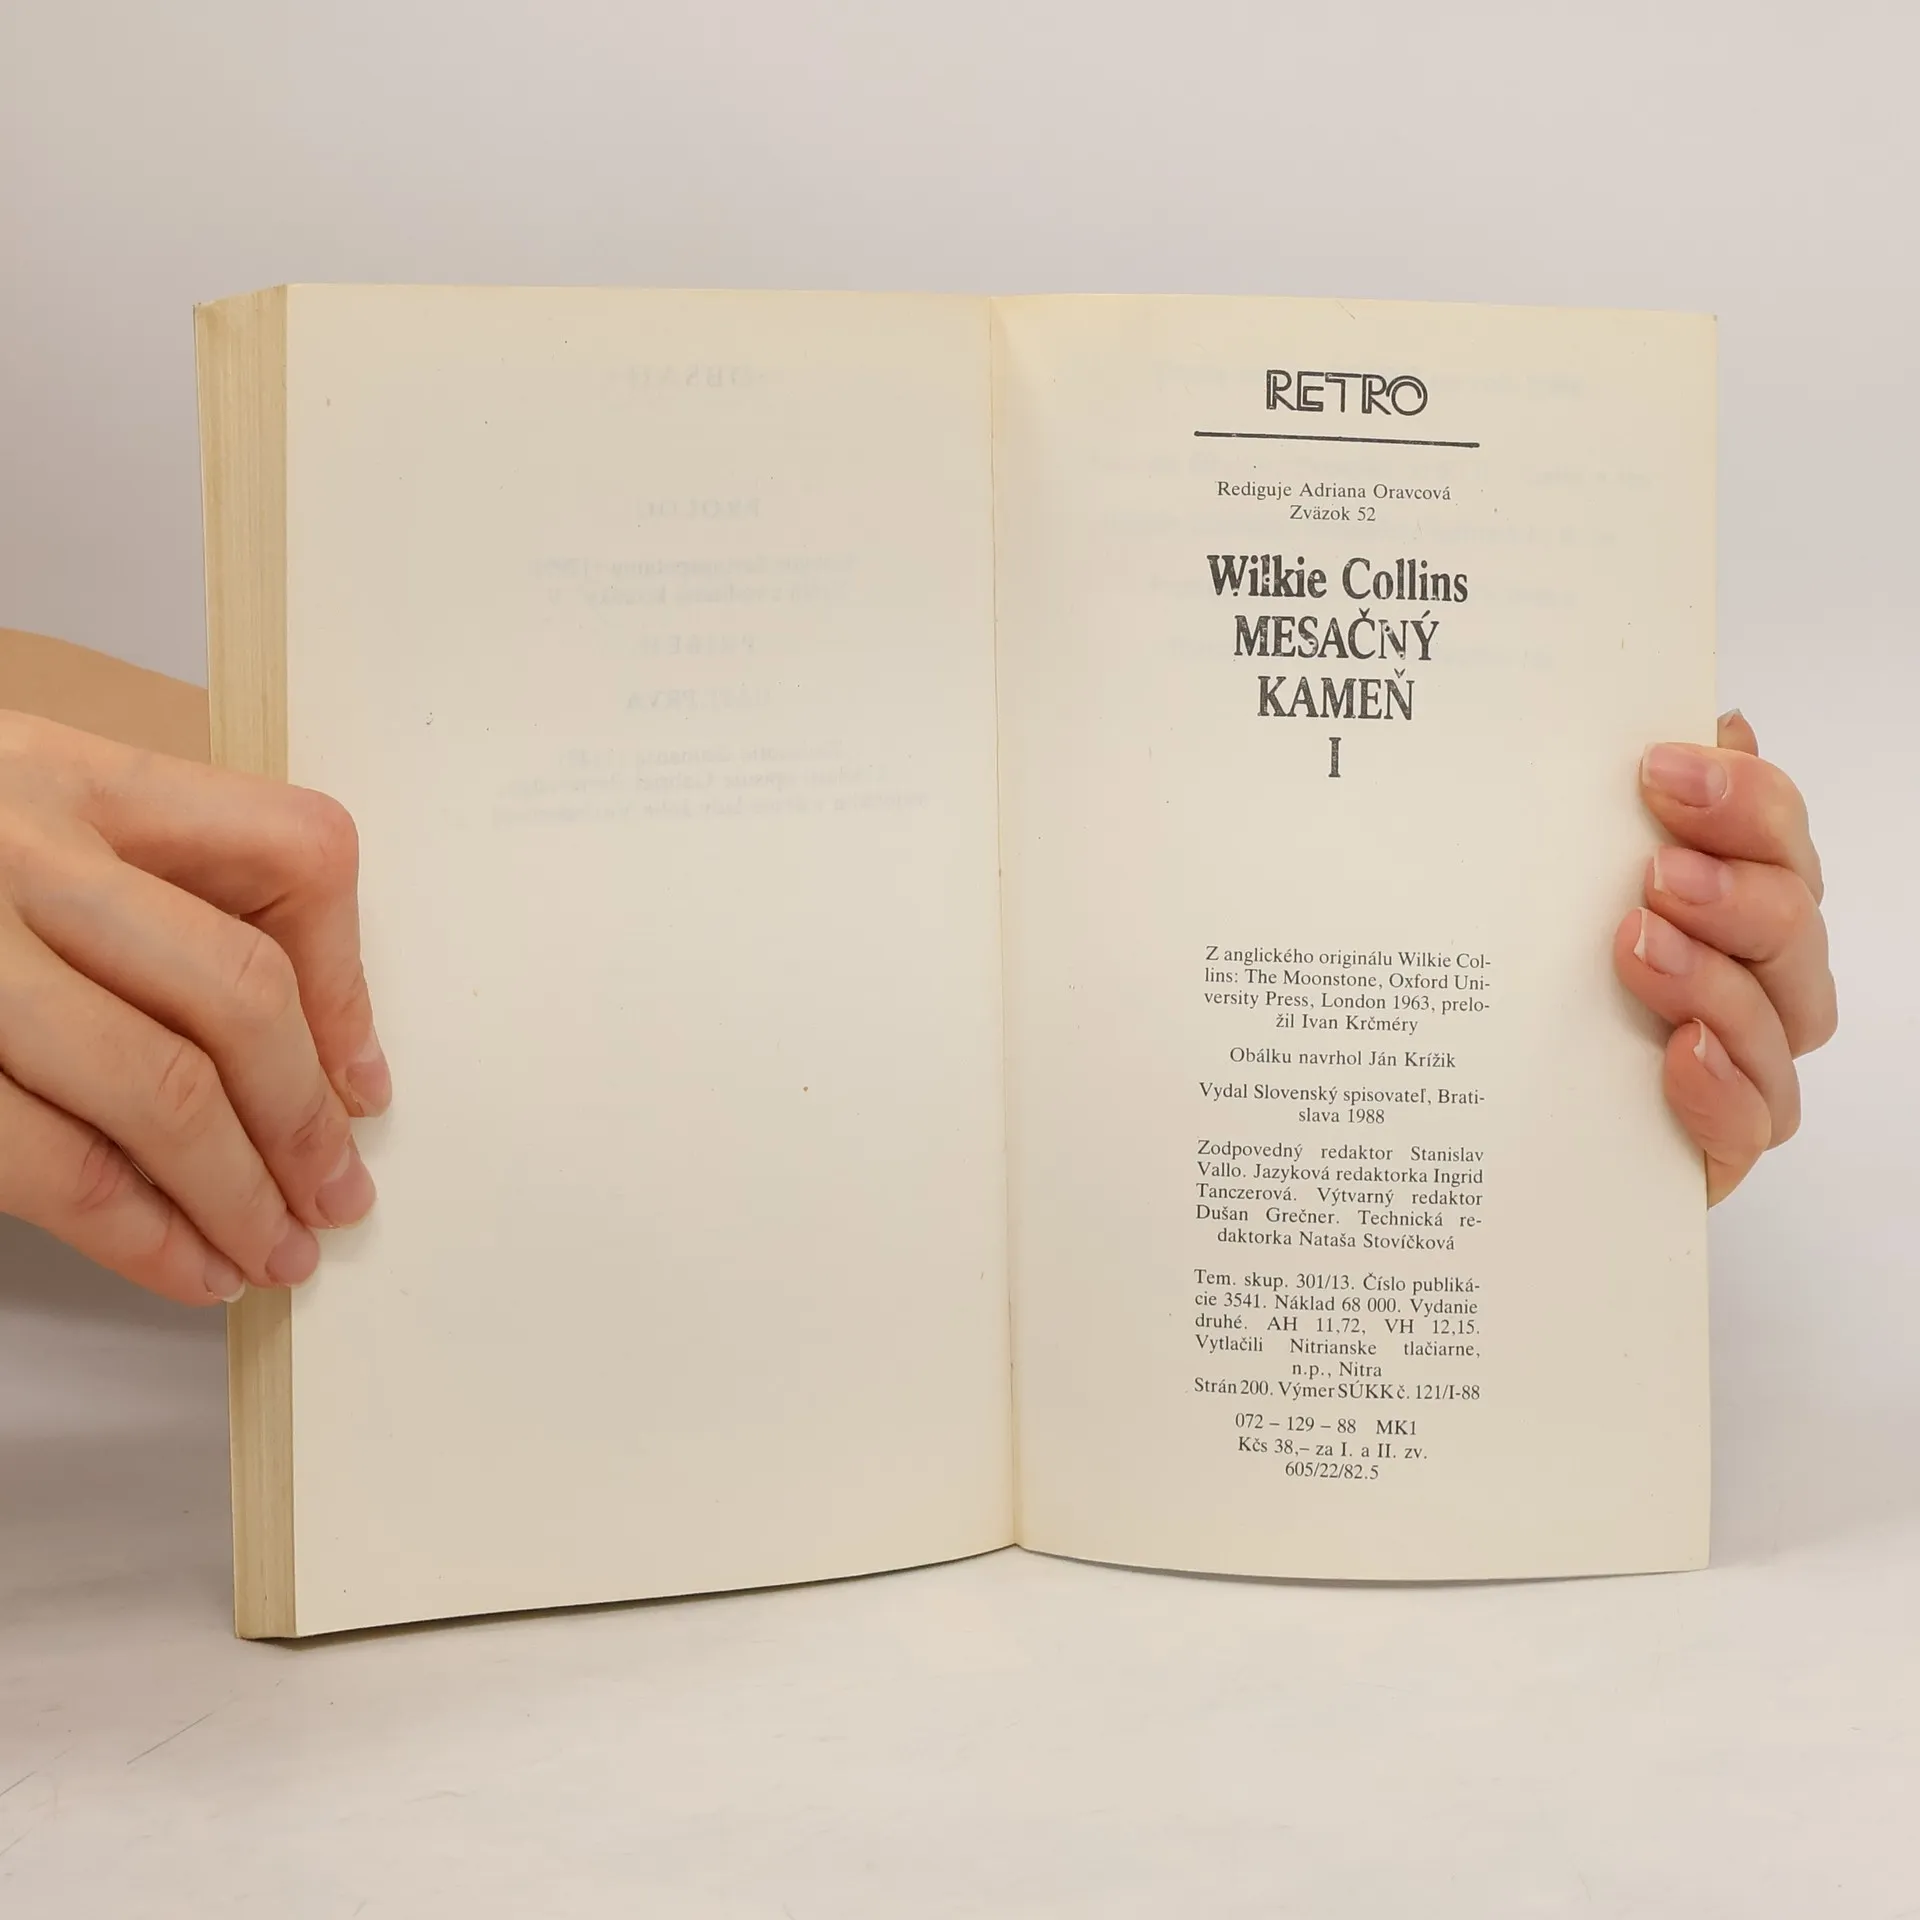 RETRO
Rediguje Adriana Oravcová
Zväzok 52
Wilkie Collins
MESAČNÝ
KAMEŇ
I
Z anglického originálu Wilkie Col-
lins: The Moonstone, Oxford Uni-
versity Press, London 1963, prelo-
žil Ivan Krčméry
Obálku navrhol Ján Krížik
Vydal Slovenský spisovateľ, Brati-
slava 1988
Zodpovedný redaktor Stanislav
Vallo. Jazyková redaktorka Ingrid
Tanczerová. Výtvarný redaktor
Dušan Grečner. Technická re-
daktorka Nataša Stovíčková
Tem. skup. 301/13. Číslo publiká-
cie 3541. Náklad 68 000. Vydanie
druhé. AH 11,72, VH 12,15.
Vytlačili Nitrianske tlačiarne,
n.p., Nitra
Strán 200. Výmer SÚKK č. 121/I-88
072 – 129 – 88 MK1
Kčs 38,– za I. a II. zv.
605/22/82.5